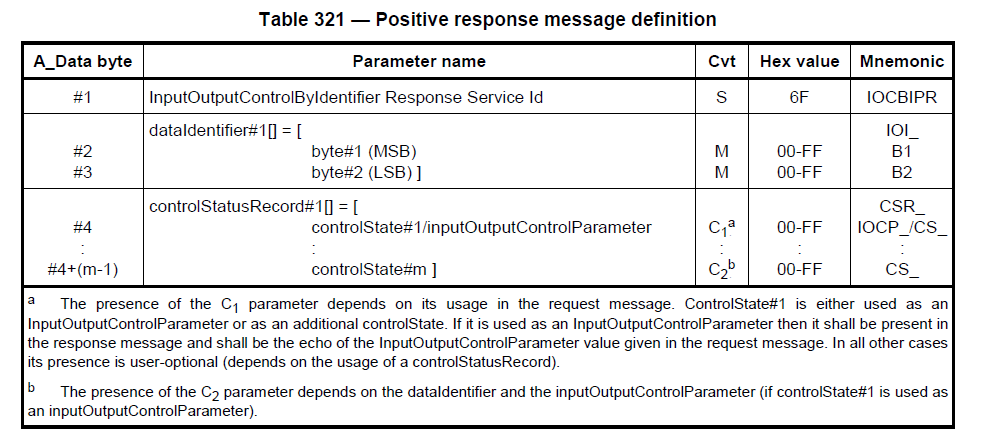 Table 321 — Positive response message definition
A_Data byte Parameter name Cvt Hex value Mnemonic
#1 InputOutputControlByIdentifier Response Service Id S 6F IOCBIPR
dataIdentifier#1[] = [ IOI_
#2 byte#1 (MSB) M 00-FF B1
#3 byte#2 (LSB) ] M 00-FF B2
controlStatusRecord#1[] = [ CSR_
#4 controlState#1/inputOutputControlParameter C1a 00-FF IOCP_/CS_
: : : : :
#4+(m-1) controlState#m ] C2b 00-FF CS_
a The presence of the C1 parameter depends on its usage in the request message. ControlState#1 is either used as an
InputOutputControlParameter or as an additional controlState. If it is used as an InputOutputControlParameter then it shall be present in
the response message and shall be the echo of the InputOutputControlParameter value given in the request message. In all other cases
its presence is user-optional (depends on the usage of a controlStatusRecord).
b The presence of the C2 parameter depends on the dataIdentifier and the inputOutputControlParameter (if controlState#1 is used as
an inputOutputControlParameter).